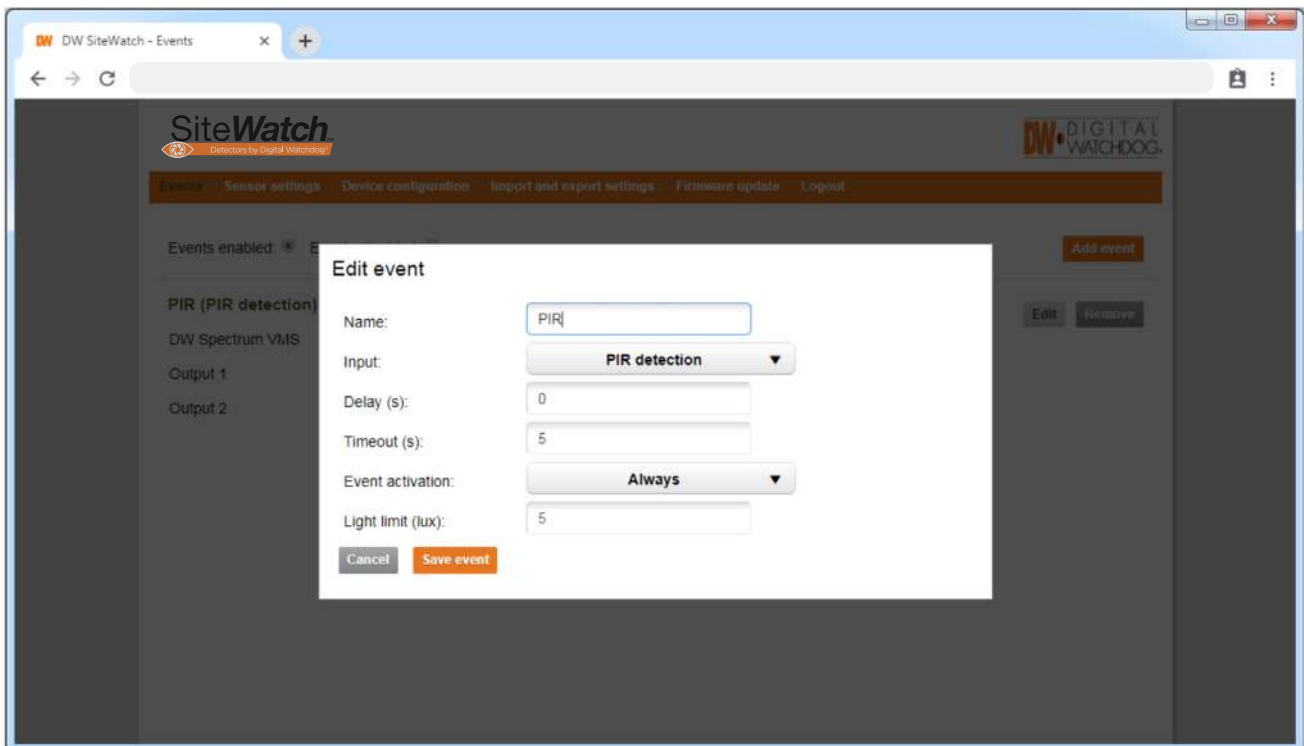 DW DW SiteWatch - Events
SiteWatch
Detectors by Digital Watchdog
DW DIGITAL WATCHDOG
Events Sensor settings Device configuration Import and export settings Firmware update Logout
Events enabled: Add event
Edit event
PIR (PIR detection) Edit Remove
Name: PIR
DW Spectrum VMS
Input: PIR detection
Output 1
Delay (s): 0
Output 2
Timeout (s): 5
Event activation: Always
Light limit (lux): 5
Cancel Save event